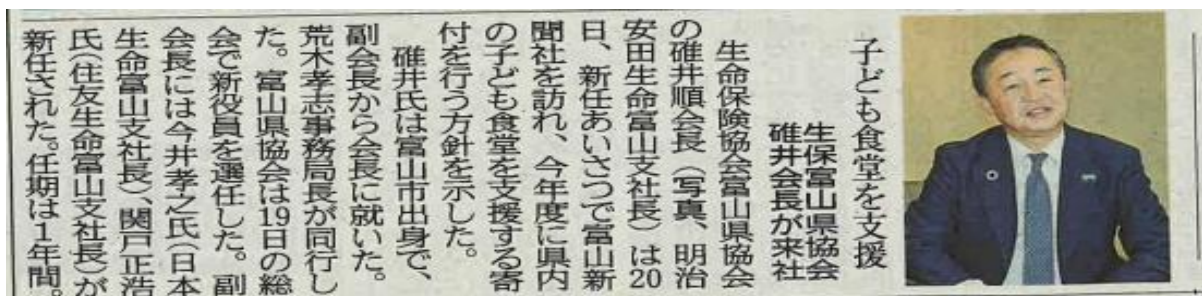 子ども食堂を支援
生保富山県協会
碓井会長が来社
生命保険協会富山県協会
の碓井順会長（写真、明治
安田生命富山支社長）は20
日、新任あいさつで富山新
聞社を訪れ、今年度に県内
の子ども食堂を支援する寄
付を行う方針を示した。
碓井氏は富山市出身で、
副会長から会長に就いた。
荒木孝志事務局長が同行し
た。富山県協会は19日の総
会で新役員を選任した。副
会長には今井孝之氏（日本
生命富山支社長）、関戸正浩
氏（住友生命富山支社長）が
新任された。任期は1年間。